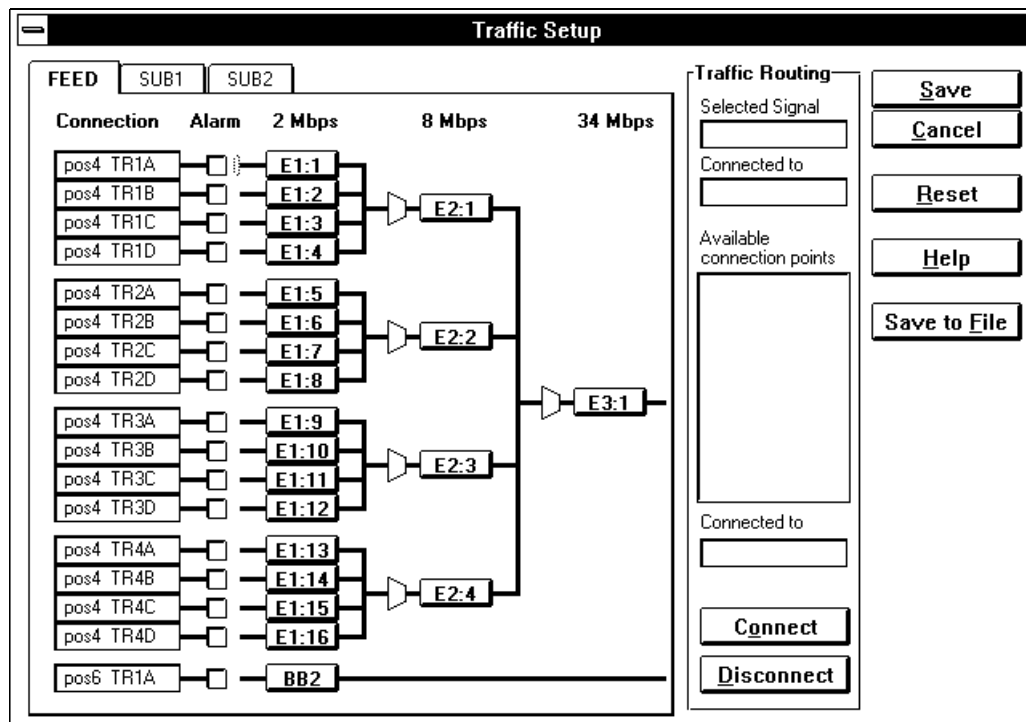 Traffic Setup
FEED SUB1 SUB2
Connection Alarm 2 Mbps 8 Mbps 34 Mbps
pos4 TR1A E1:1
pos4 TR1B E1:2
pos4 TR1C E1:3
pos4 TR1D E1:4
E2:1
pos4 TR2A E1:5
pos4 TR2B E1:6
pos4 TR2C E1:7
pos4 TR2D E1:8
E2:2
pos4 TR3A E1:9
pos4 TR3B E1:10
pos4 TR3C E1:11
pos4 TR3D E1:12
E2:3
pos4 TR4A E1:13
pos4 TR4B E1:14
pos4 TR4C E1:15
pos4 TR4D E1:16
E2:4
E3:1
pos6 TR1A BB2
Traffic Routing
Selected Signal
Connected to
Available
connection points
Connected to
Connect
Disconnect
Save
Cancel
Reset
Help
Save to File